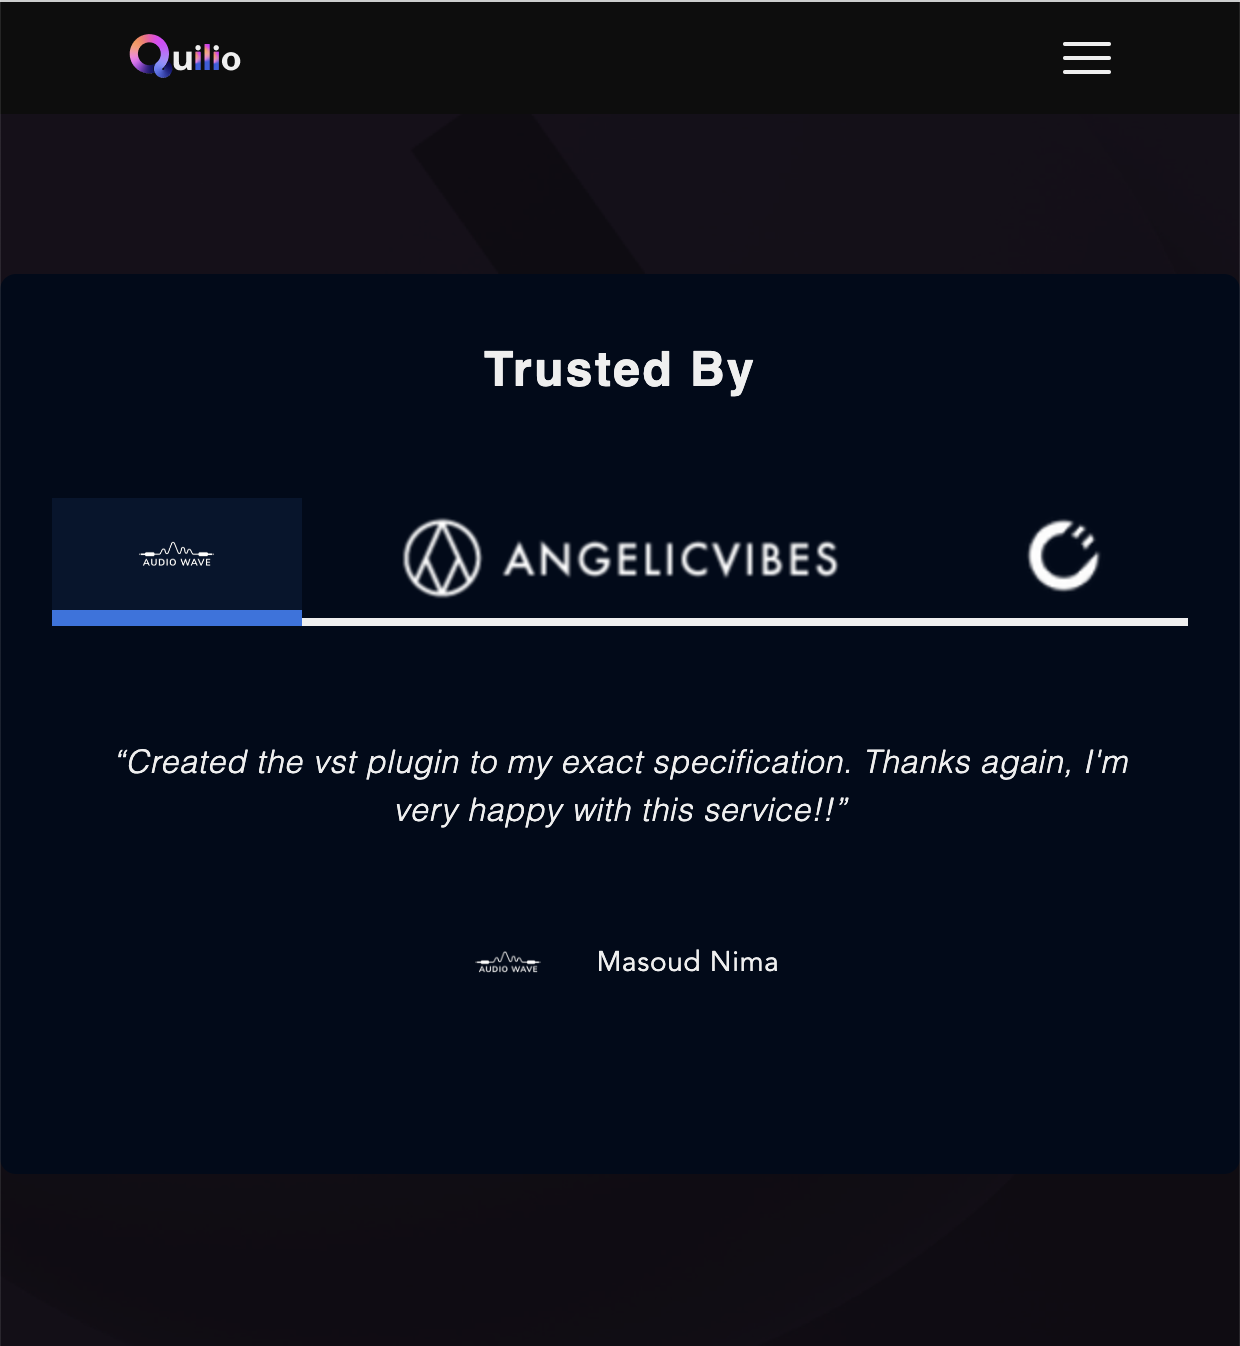 Quilio
Trusted By
AUDIO WAVE
ANGELICVIBES
“Created the vst plugin to my exact specification. Thanks again, I'm
very happy with this service!!”
AUDIO WAVE
Masoud Nima